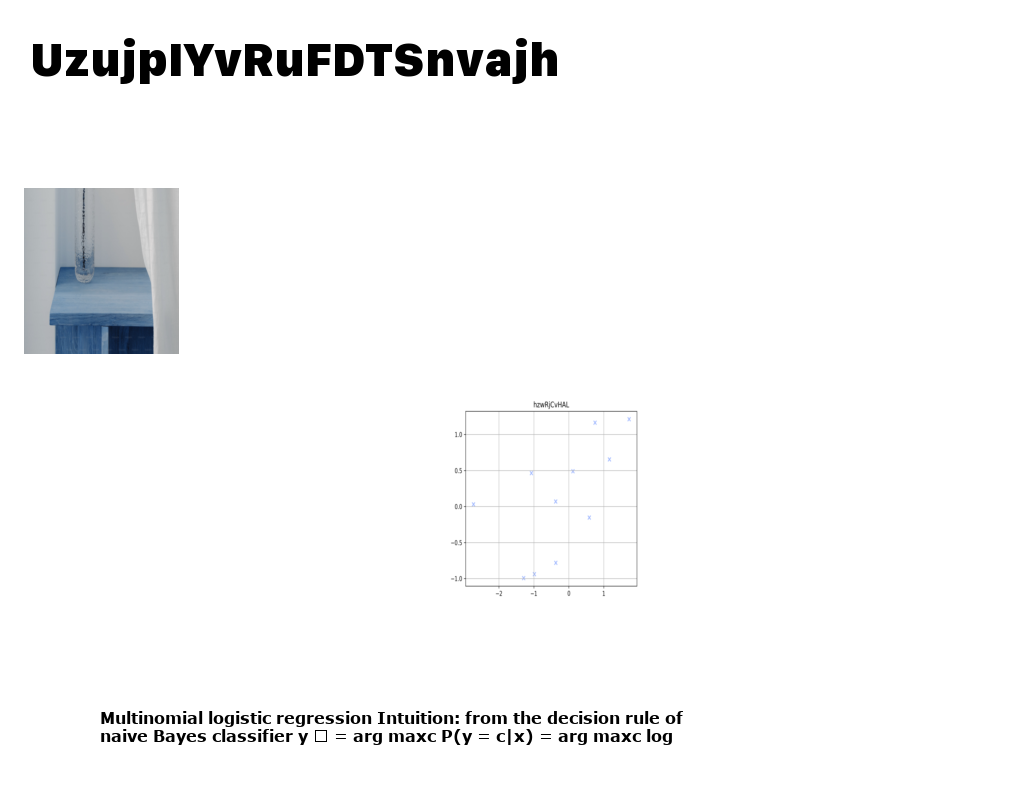 UzujpIYvRuFDTSnvajh
hzwRjCvHAL
1.0
0.5
0.0
−0.5
−1.0
−2 −1 0 1
Multinomial logistic regression Intuition: from the decision rule of
naive Bayes classifier y □ = arg maxc P(y = c|x) = arg maxc log